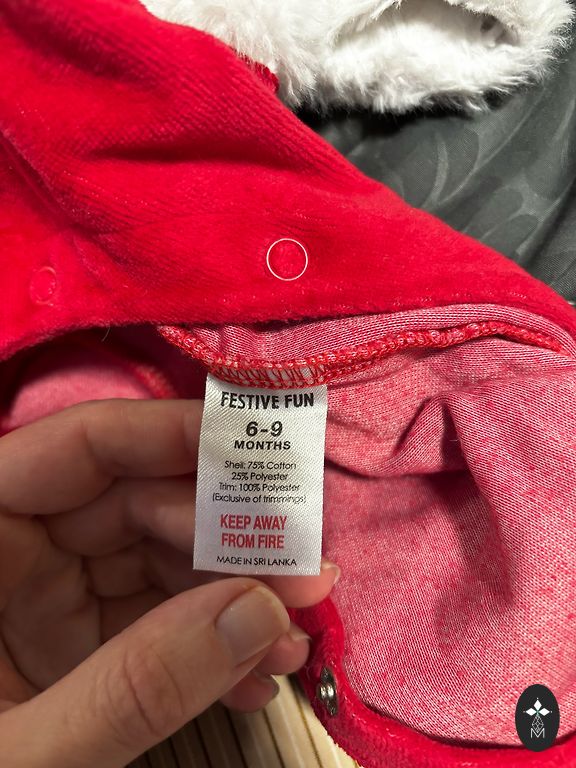 FESTIVE FUN
6-9
MONTHS
Shell: 75% Cotton
25% Polyester
Trim: 100% Polyester
(Exclusive of trimmings)
KEEP AWAY
FROM FIRE
MADE IN SRI LANKA